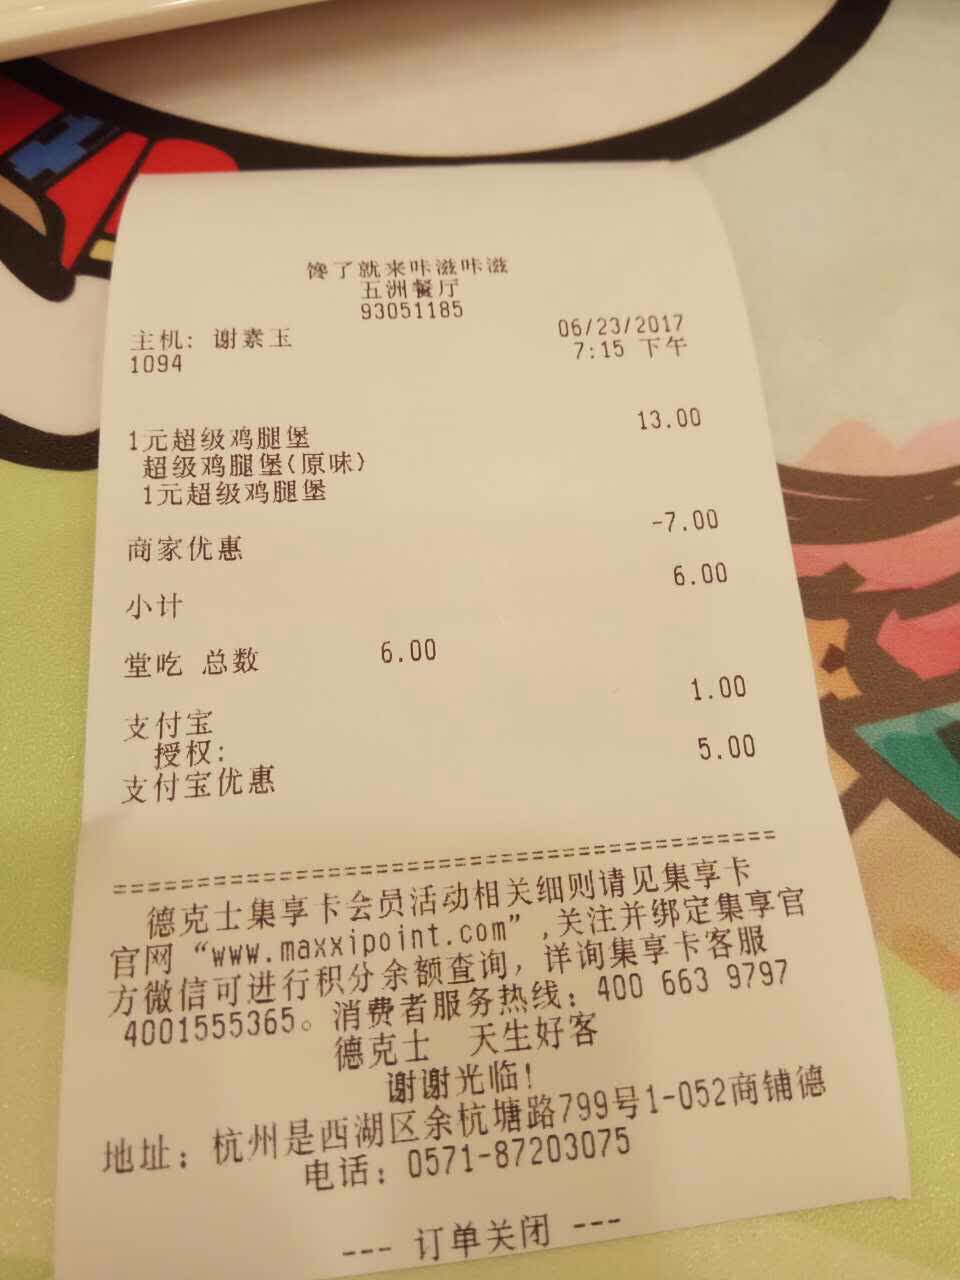 馋了就来咔滋咔滋
五洲餐厅
93051185
主机: 谢素玉 06/23/2017
1094 7:15 下午
1元超级鸡腿堡 13.00
超级鸡腿堡(原味)
1元超级鸡腿堡
商家优惠 -7.00
小计 6.00
堂吃 总数 6.00
支付宝 1.00
授权:
支付宝优惠 5.00
========================================
德克士集享卡会员活动相关细则请见集享卡
官网“www.maxxipoint.com”,关注并绑定集享官
方微信可进行积分余额查询，详询集享卡客服
4001555365。消费者服务热线：400 663 9797
德克士 天生好客
谢谢光临!
地址：杭州是西湖区余杭塘路799号1-052商铺德
电话：0571-87203075
--- 订单关闭 ---